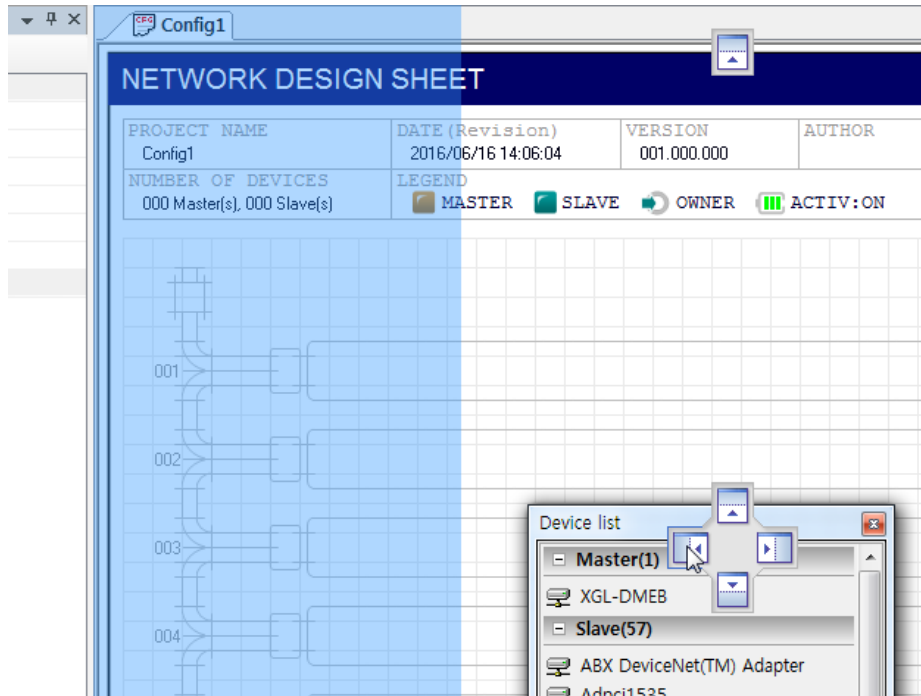 Config1
NETWORK DESIGN SHEET
PROJECT NAME DATE(Revision) VERSION AUTHOR
Config1 2016/06/16 14:06:04 001.000.000
NUMBER OF DEVICES LEGEND
000 Master(s), 000 Slave(s) MASTER SLAVE OWNER ACTIV:ON
001
002
003
004
Device list
Master(1)
XGL-DMEB
Slave(57)
ABX DeviceNet(TM) Adapter
Adpci1535